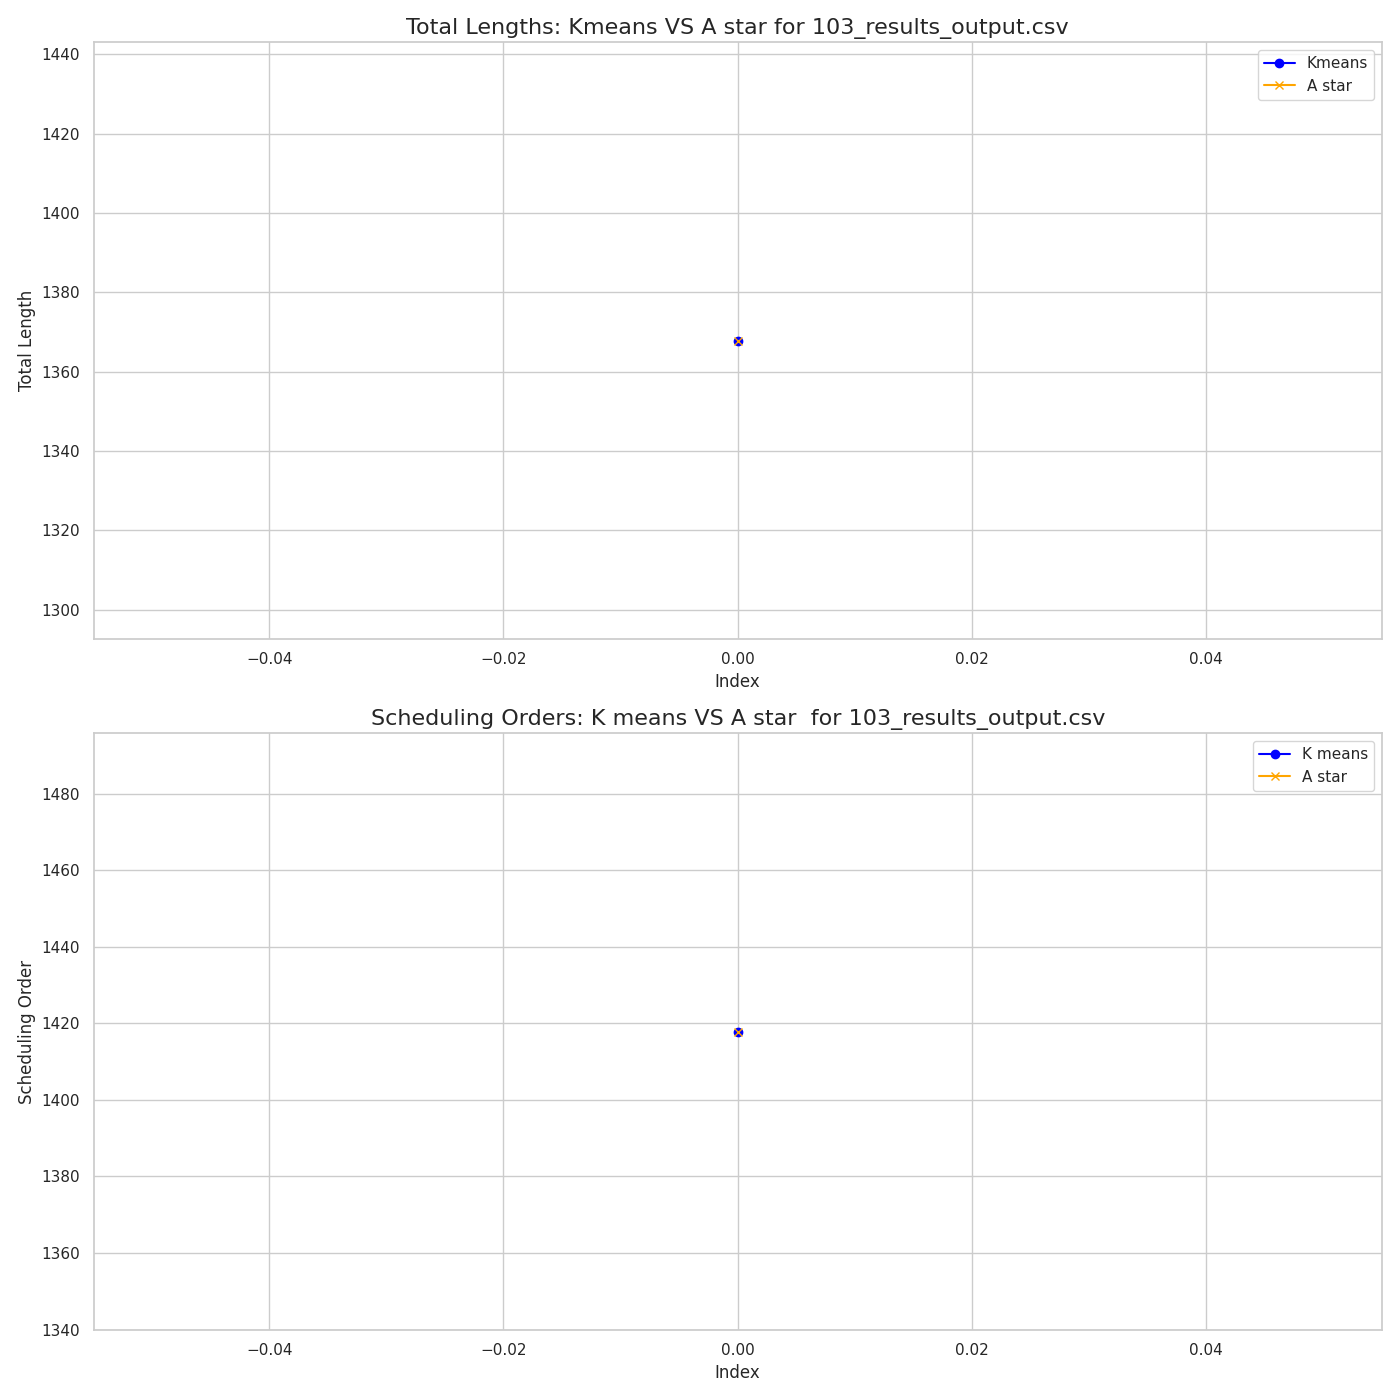 Total Lengths: Kmeans VS A star for 103_results_output.csv
Kmeans
A star
1440
1420
1400
1380
1360
1340
1320
1300
Total Length
−0.04
−0.02
0.00
0.02
0.04
Index
Scheduling Orders: K means VS A star  for 103_results_output.csv
K means
A star
1480
1460
1440
1420
1400
1380
1360
1340
Scheduling Order
−0.04
−0.02
0.00
0.02
0.04
Index